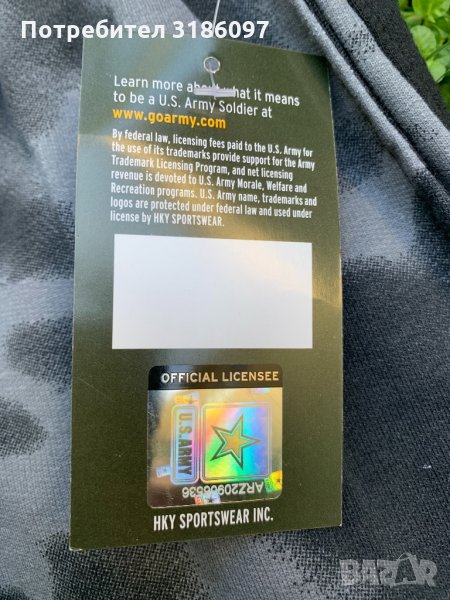 Потребител 3186097
Learn more about what it means
to be a U.S. Army Soldier at
www.goarmy.com
By federal law, licensing fees paid to the U.S. Army for
the use of its trademarks provide support for the Army
Trademark Licensing Program, and net licensing
revenue is devoted to U.S. Army Morale, Welfare and
Recreation programs. U.S. Army name, trademarks and
logos are protected under federal law and used under
license by HKY SPORTSWEAR.
OFFICIAL LICENSEE
U.S.ARMY
HKY SPORTSWEAR INC.
BAZAR